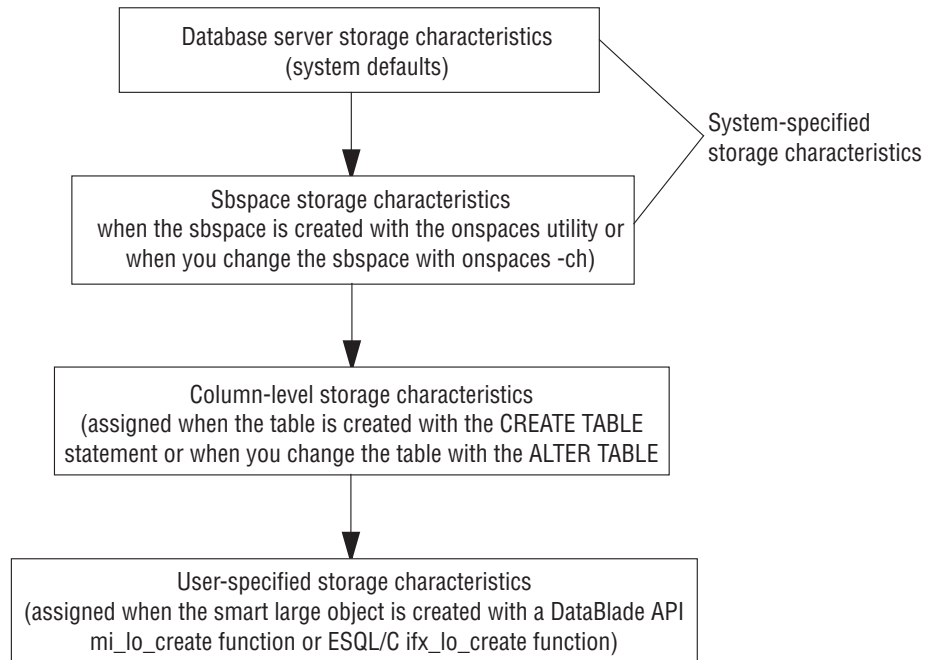 Database server storage characteristics
(system defaults)
System-specified
storage characteristics
Sbspace storage characteristics
when the sbspace is created with the onspaces utility or
when you change the sbspace with onspaces -ch)
Column-level storage characteristics
(assigned when the table is created with the CREATE TABLE
statement or when you change the table with the ALTER TABLE
User-specified storage characteristics
(assigned when the smart large object is created with a DataBlade API
mi_lo_create function or ESQL/C ifx_lo_create function)